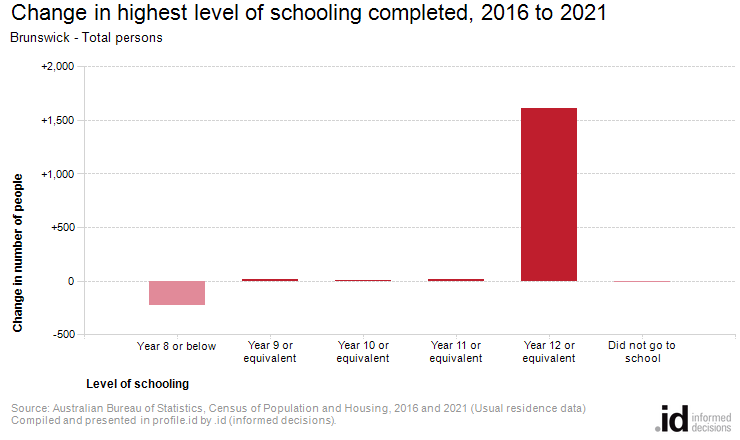 Change in highest level of schooling completed, 2016 to 2021
Brunswick - Total persons
+2,000
+1,500
+1,000
+500
0
-500
Change in number of people
Year 8 or below
Year 9 or
equivalent
Year 10 or
equivalent
Year 11 or
equivalent
Year 12 or
equivalent
Did not go to
school
Level of schooling
Source: Australian Bureau of Statistics, Census of Population and Housing, 2016 and 2021 (Usual residence data)
Compiled and presented in profile.id by .id (informed decisions).
.id informed
decisions